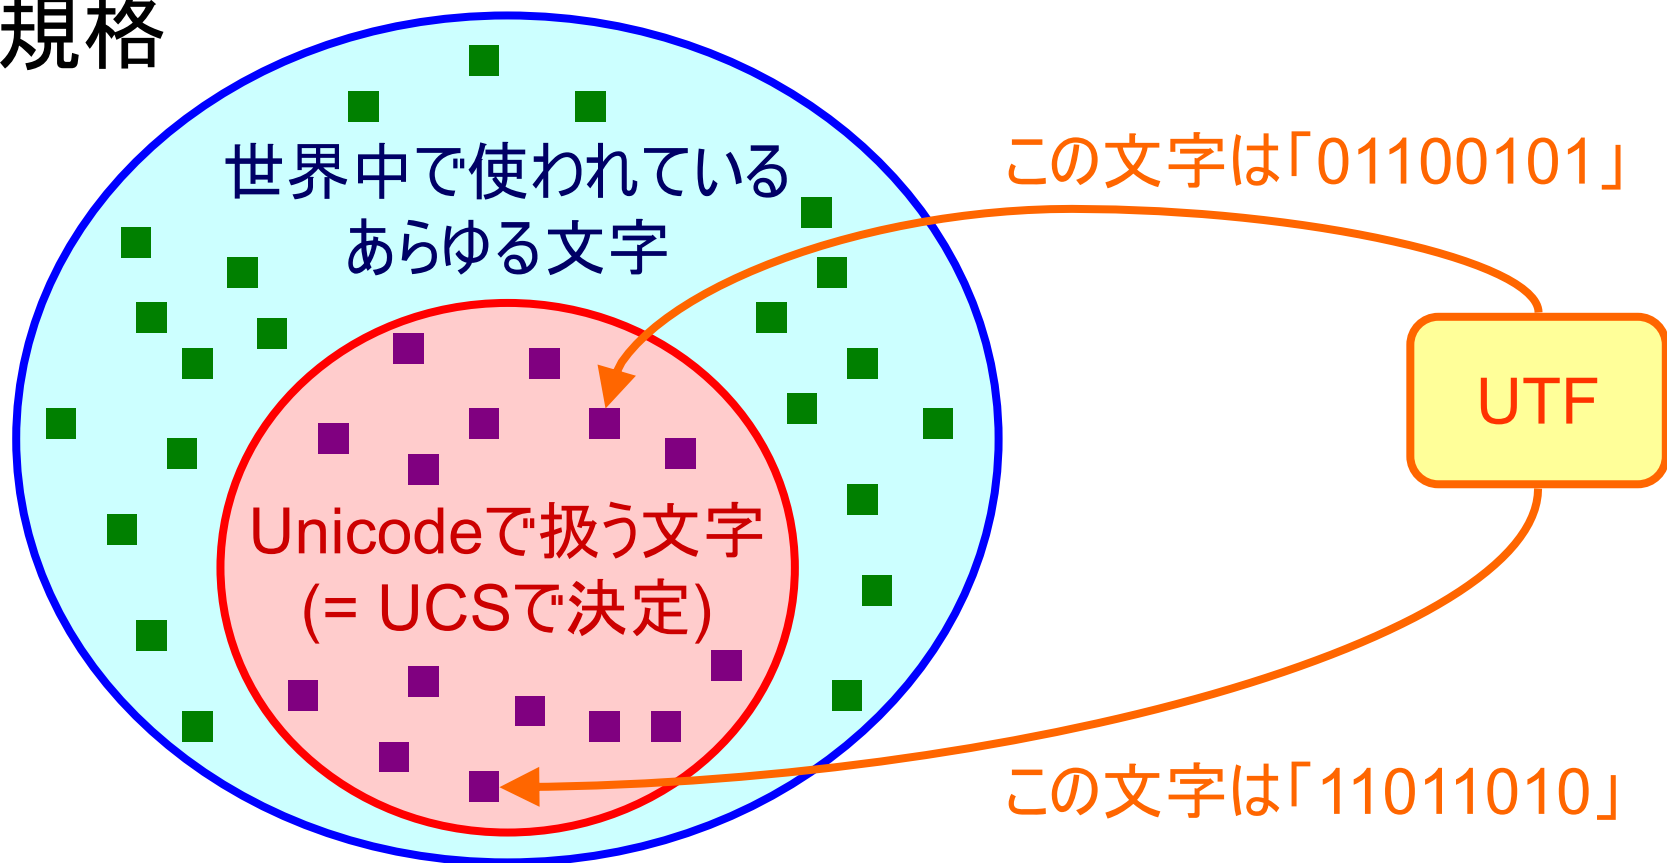 規格
世界中で使われている
あらゆる文字
この文字は「01100101」
UTF
Unicodeで扱う文字
(= UCSで決定)
この文字は「11011010」